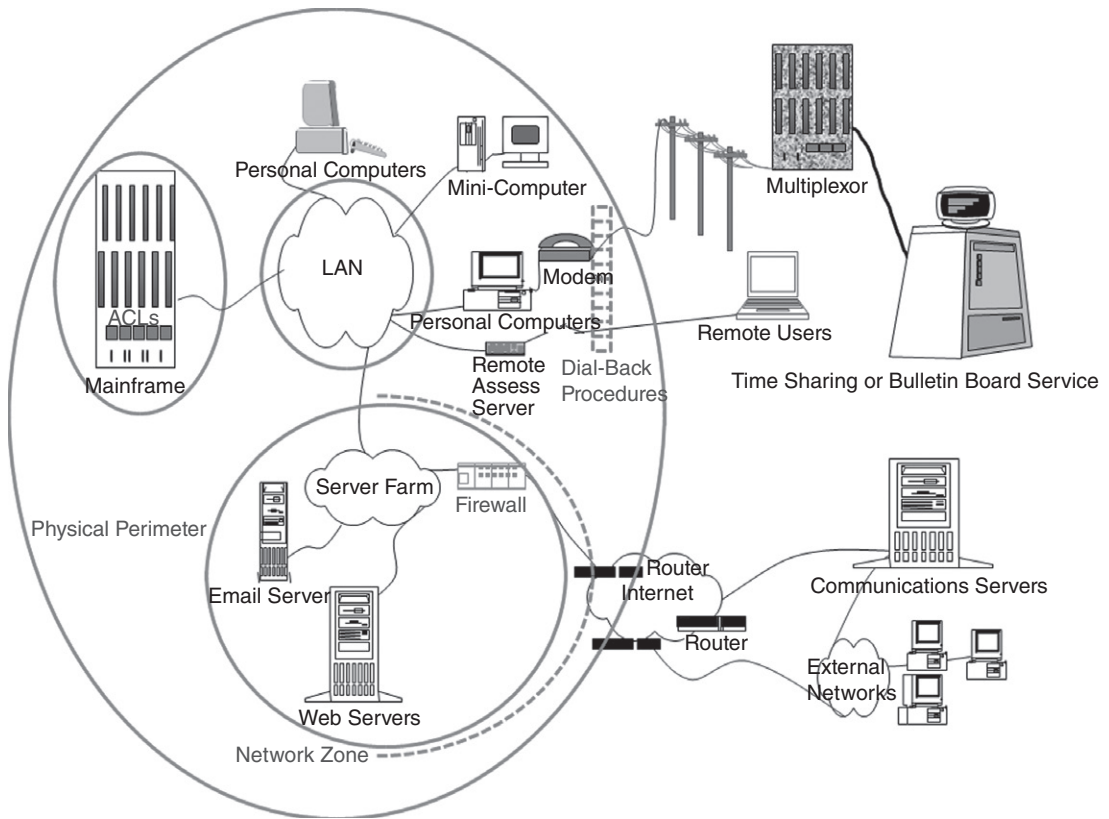 Personal Computers
Mini-Computer
Multiplexor
LAN
Modem
ACLs
Personal Computers
Remote Users
Mainframe
Remote
Assess
Server
Dial-Back
Procedures
Time Sharing or Bulletin Board Service
Server Farm
Firewall
Physical Perimeter
Email Server
Router
Internet
Communications Servers
Router
External
Networks
Web Servers
Network Zone